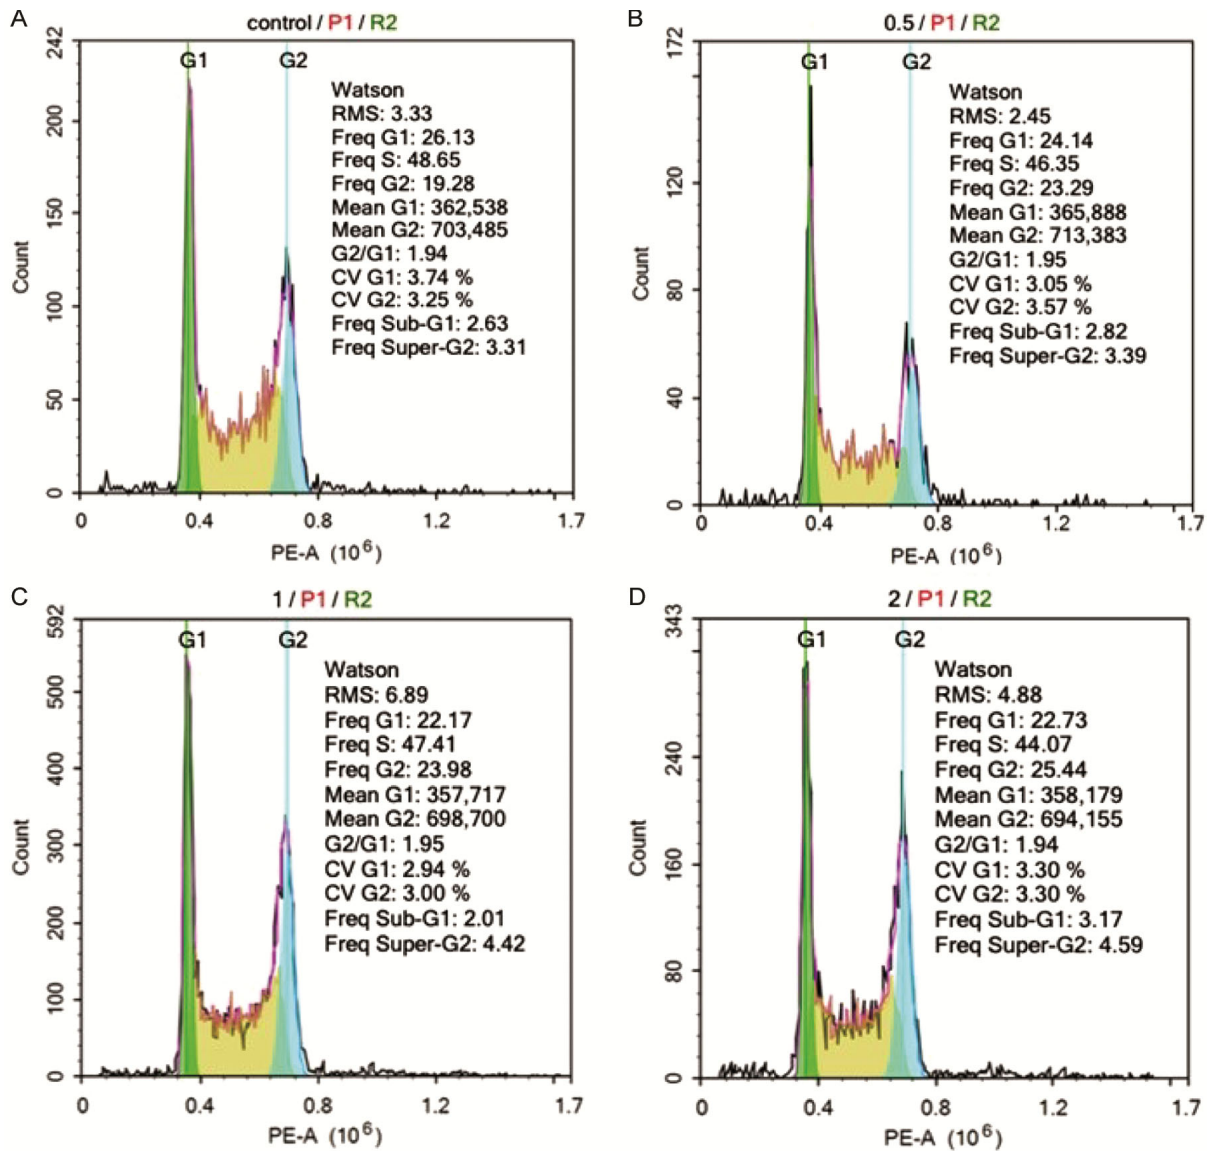 A
control / P1 / R2
242
200
150
100
50
0
Count
G1
G2
Watson
RMS: 3.33
Freq G1: 26.13
Freq S: 48.65
Freq G2: 19.28
Mean G1: 362,538
Mean G2: 703,485
G2/G1: 1.94
CV G1: 3.74 %
CV G2: 3.25 %
Freq Sub-G1: 2.63
Freq Super-G2: 3.31
0 0.4 0.8 1.2 1.7
PE-A (10^6)
B
0.5 / P1 / R2
172
120
80
40
0
Count
G1
G2
Watson
RMS: 2.45
Freq G1: 24.14
Freq S: 46.35
Freq G2: 23.29
Mean G1: 365,888
Mean G2: 713,383
G2/G1: 1.95
CV G1: 3.05 %
CV G2: 3.57 %
Freq Sub-G1: 2.82
Freq Super-G2: 3.39
0 0.4 0.8 1.2 1.7
PE-A (10^6)
C
1 / P1 / R2
592
500
400
300
200
100
0
Count
G1
G2
Watson
RMS: 6.89
Freq G1: 22.17
Freq S: 47.41
Freq G2: 23.98
Mean G1: 357,717
Mean G2: 698,700
G2/G1: 1.95
CV G1: 2.94 %
CV G2: 3.00 %
Freq Sub-G1: 2.01
Freq Super-G2: 4.42
0 0.4 0.8 1.2 1.7
PE-A (10^6)
D
2 / P1 / R2
343
240
160
80
0
Count
G1
G2
Watson
RMS: 4.88
Freq G1: 22.73
Freq S: 44.07
Freq G2: 25.44
Mean G1: 358,179
Mean G2: 694,155
G2/G1: 1.94
CV G1: 3.30 %
CV G2: 3.30 %
Freq Sub-G1: 3.17
Freq Super-G2: 4.59
0 0.4 0.8 1.2 1.7
PE-A (10^6)